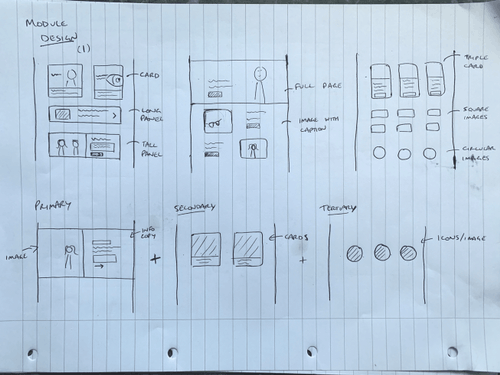 MODULE
DESIGN
(1)
CARD
LONG
PANEL
TALL
PANEL
FULL PAGE
IMAGE WITH
CAPTION
TRIPLE
CARD
SQUARE
IMAGES
CIRCULAR
IMAGES
PRIMARY
IMAGE
INFO
COPY
+
SECONDARY
CARDS
+
TERTIARY
ICONS/IMAGE